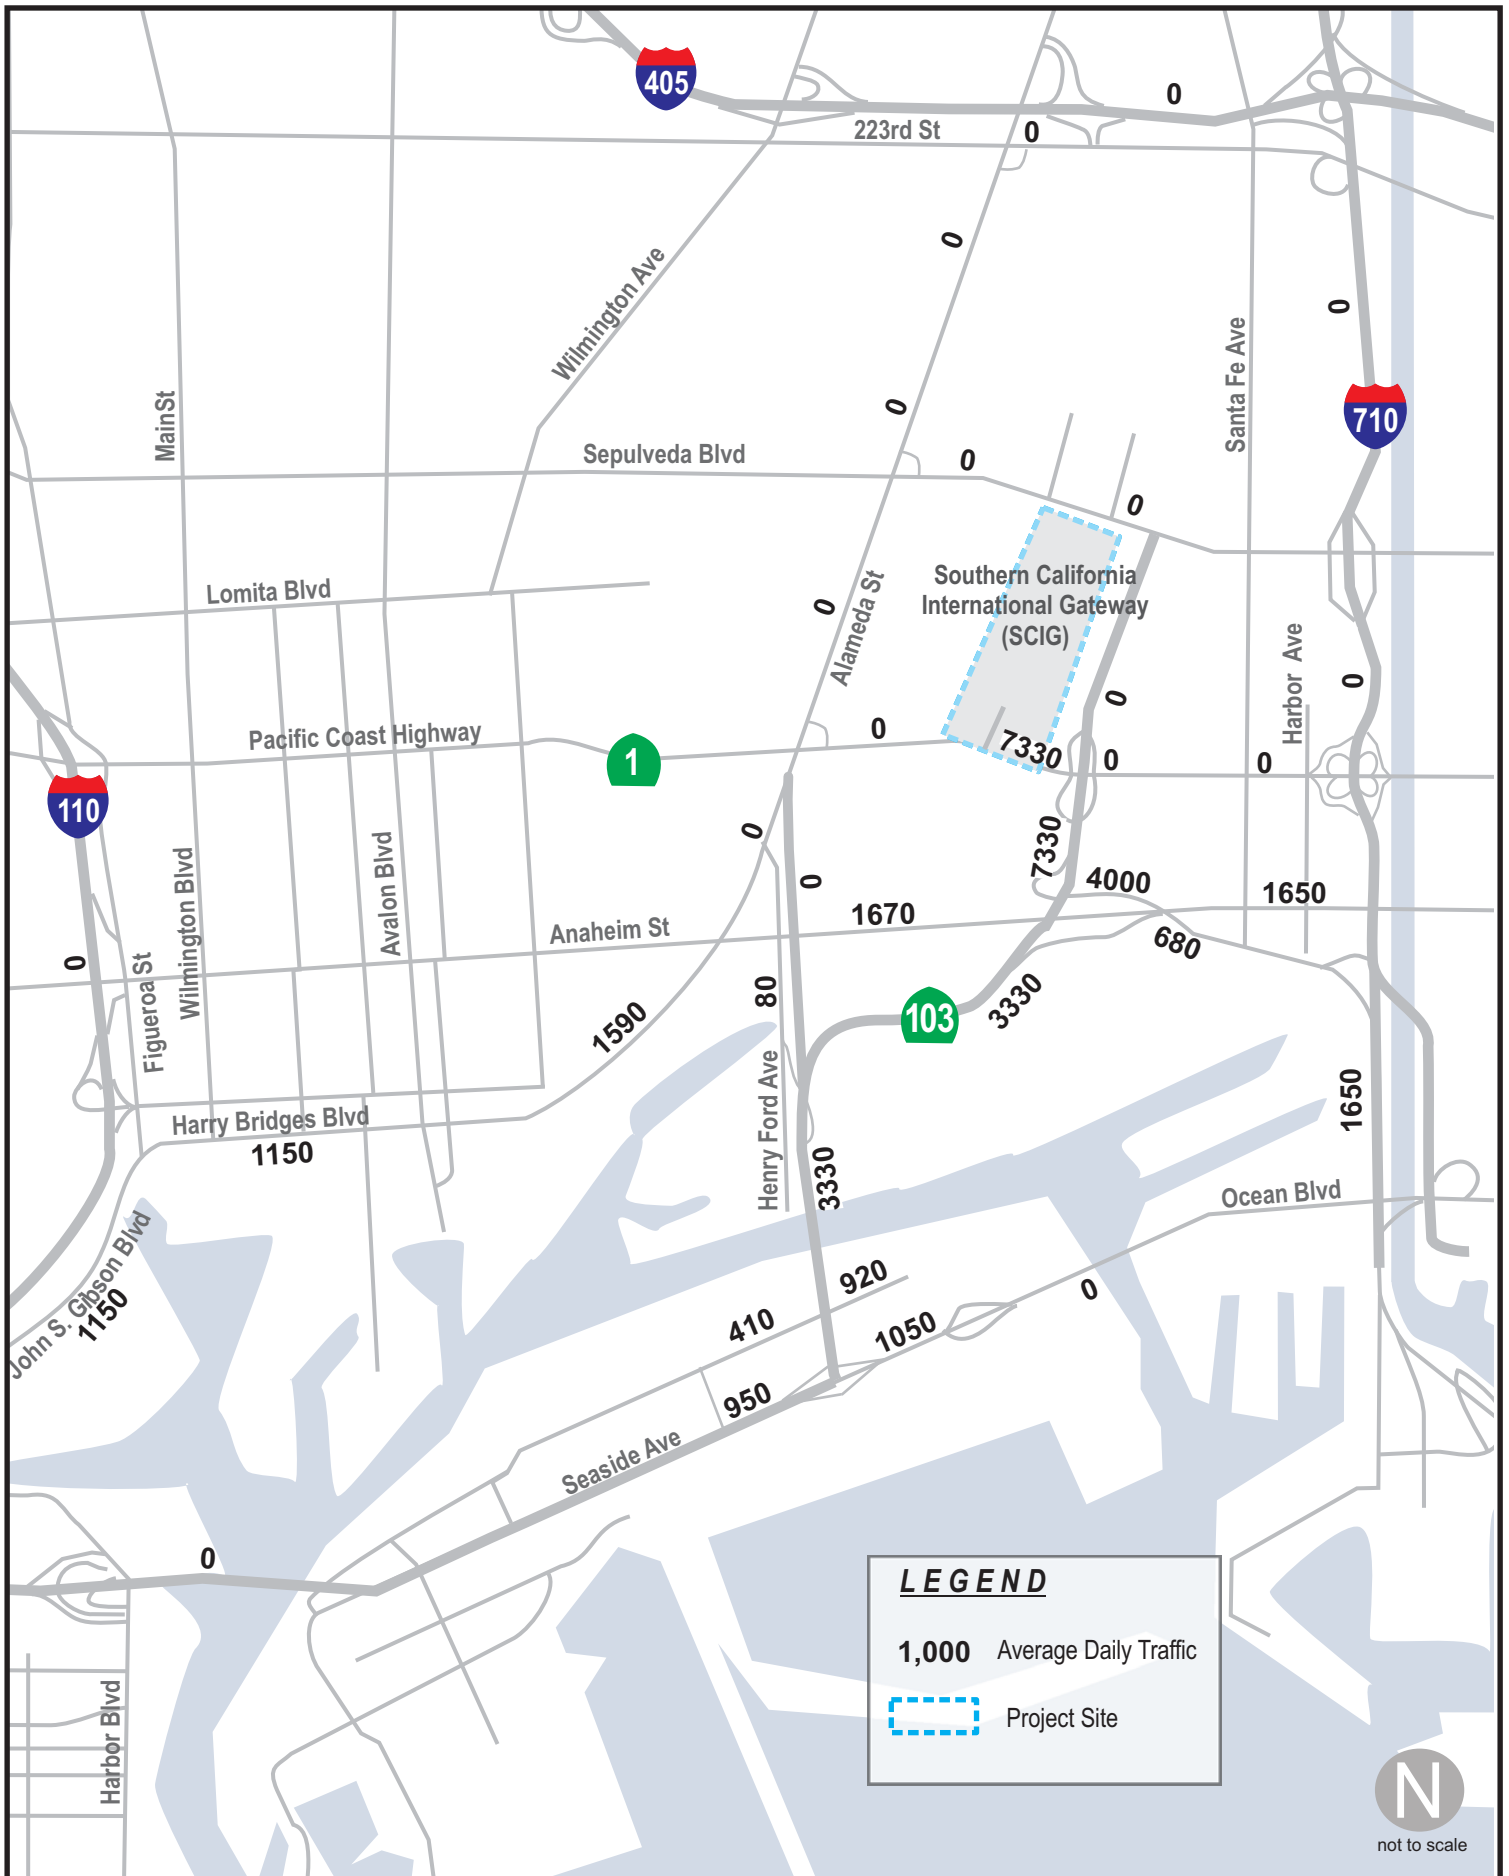 405
0
223rd St
0
0
Wilmington Ave
0
Santa Fe Ave
MainSt
0
710
Sepulveda Blvd
0
0
Southern California
International Gateway
(SCIG)
Lomita Blvd
0
Alameda St
Harbor Ave
0
0
Pacific Coast Highway
1
0
7330
0
0
110
0
7330
Wilmington Blvd
Avalon Blvd
0
4000
1650
1670
Anaheim St
680
0
Figueroa St
80
1590
103
3330
Henry Ford Ave
1650
Harry Bridges Blvd
1150
3330
Ocean Blvd
John S. Gibson Blvd
1150
920
0
410
1050
950
Seaside Ave
0
LEGEND
1,000 Average Daily Traffic
Project Site
Harbor Blvd
N
not to scale